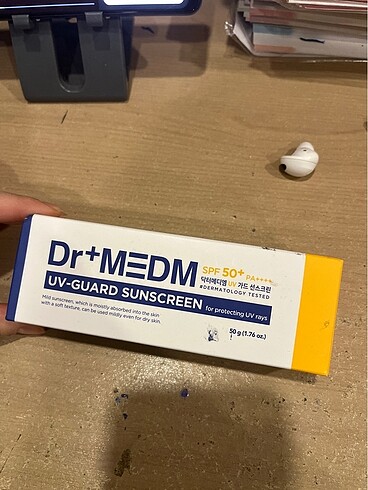 Dr+MEDM
SPF 50+ PA++++
닥터메디엠 UV 가드 선스크린
#DERMATOLOGY TESTED
UV-GUARD SUNSCREEN for protecting UV rays
Mild sunscreen, which is moistly absorbed into the skin
with a soft texture, can be used mildly even for dry skin.
50 g (1.76 oz.)